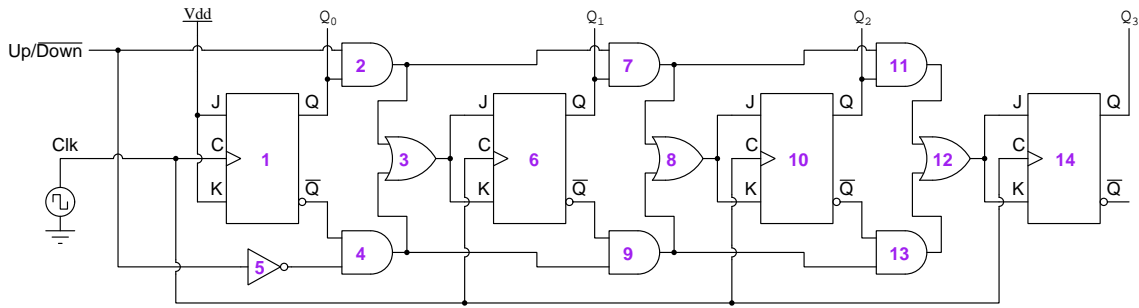 Vdd Q0 Q1 Q2 Q3
Up/Down
2 7 11
J Q J Q J Q J Q
Clk C 1 3 C 6 8 C 10 12 C 14
K Q K Q K Q K Q
4 9 13
5